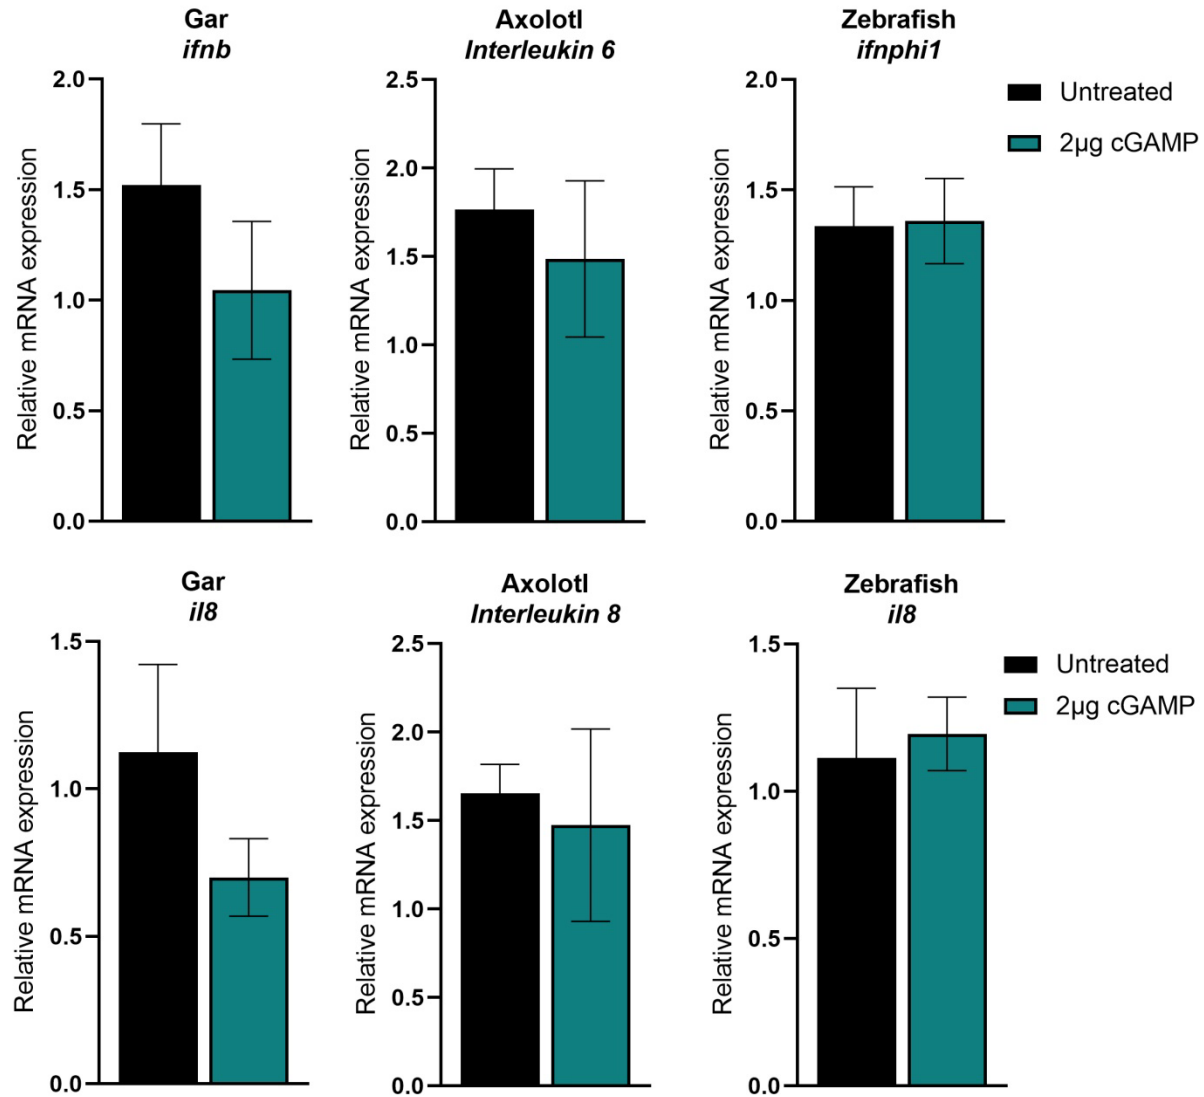 Gar
ifnb
Relative mRNA expression
2.0
1.5
1.0
0.5
0.0
Axolotl
Interleukin 6
Relative mRNA expression
2.5
2.0
1.5
1.0
0.5
0.0
Zebrafish
ifnphi1
Relative mRNA expression
2.0
1.5
1.0
0.5
0.0
Untreated
2µg cGAMP
Gar
il8
Relative mRNA expression
1.5
1.0
0.5
0.0
Axolotl
Interleukin 8
Relative mRNA expression
2.5
2.0
1.5
1.0
0.5
0.0
Zebrafish
il8
Relative mRNA expression
1.5
1.0
0.5
0.0
Untreated
2µg cGAMP